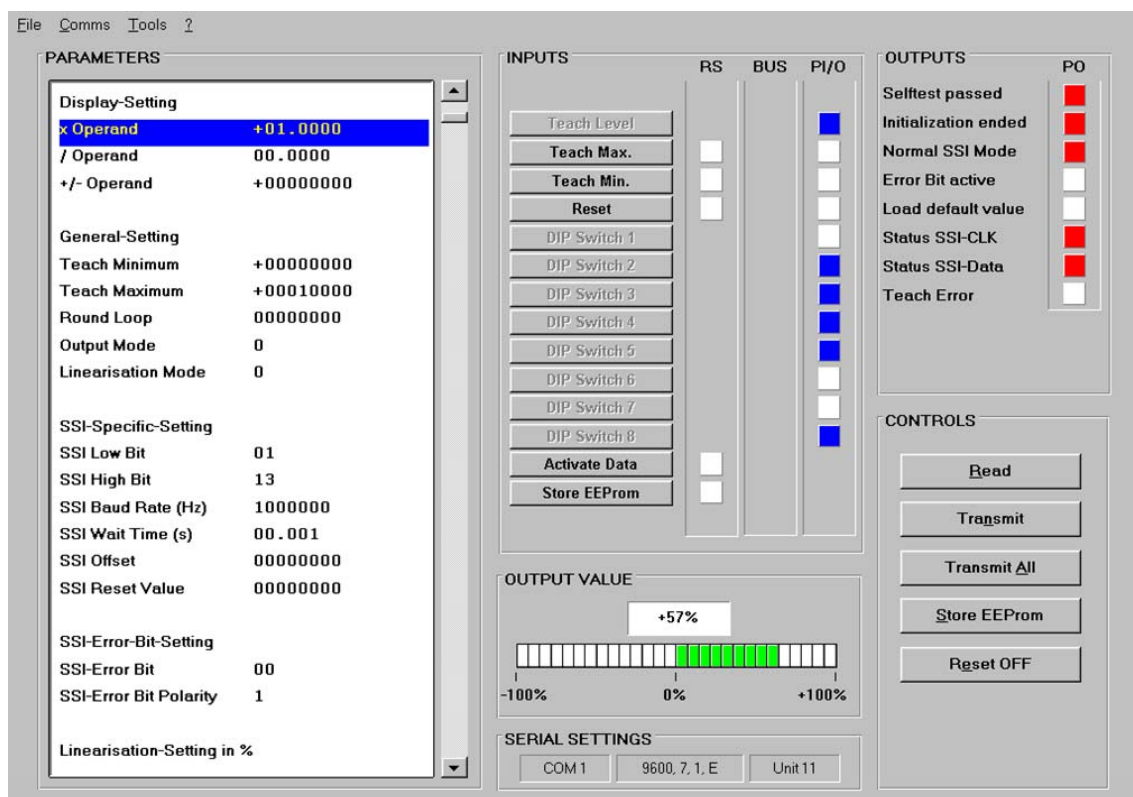 File Comms Tools ?
PARAMETERS
Display-Setting
x Operand +01.0000
/ Operand 00.0000
+/- Operand +00000000
General-Setting
Teach Minimum +00000000
Teach Maximum +00010000
Round Loop 00000000
Output Mode 0
Linearisation Mode 0
SSI-Specific-Setting
SSI Low Bit 01
SSI High Bit 13
SSI Baud Rate (Hz) 1000000
SSI Wait Time (s) 00.001
SSI Offset 00000000
SSI Reset Value 00000000
SSI-Error-Bit-Setting
SSI-Error Bit 00
SSI-Error Bit Polarity 1
Linearisation-Setting in %
INPUTS
RS BUS PI/O
Teach Level
Teach Max.
Teach Min.
Reset
DIP Switch 1
DIP Switch 2
DIP Switch 3
DIP Switch 4
DIP Switch 5
DIP Switch 6
DIP Switch 7
DIP Switch 8
Activate Data
Store EEProm
OUTPUT VALUE
+57%
-100% 0% +100%
SERIAL SETTINGS
COM 1 9600, 7, 1, E Unit 11
OUTPUTS
PO
Selftest passed
Initialization ended
Normal SSI Mode
Error Bit active
Load default value
Status SSI-CLK
Status SSI-Data
Teach Error
CONTROLS
Read
Transmit
Transmit All
Store EEProm
Reset OFF